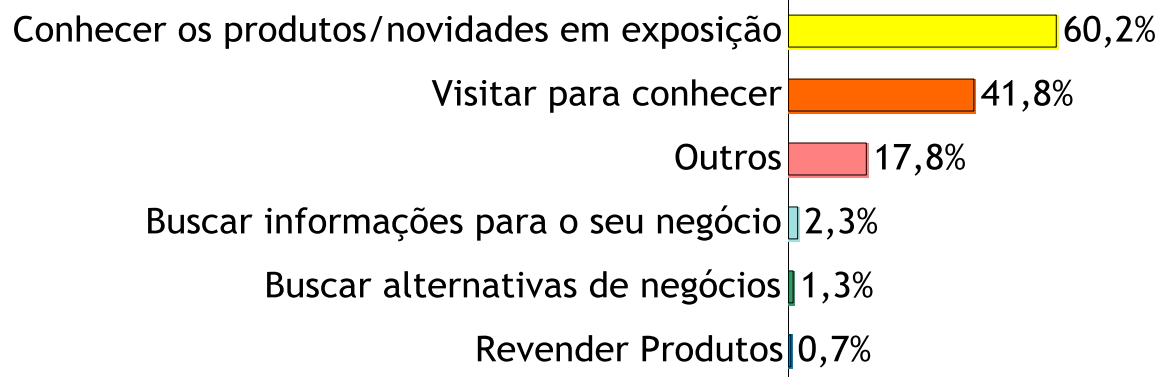 Conhecer os produtos/novidades em exposição 60,2%
Visitar para conhecer 41,8%
Outros 17,8%
Buscar informações para o seu negócio 2,3%
Buscar alternativas de negócios 1,3%
Revender Produtos 0,7%